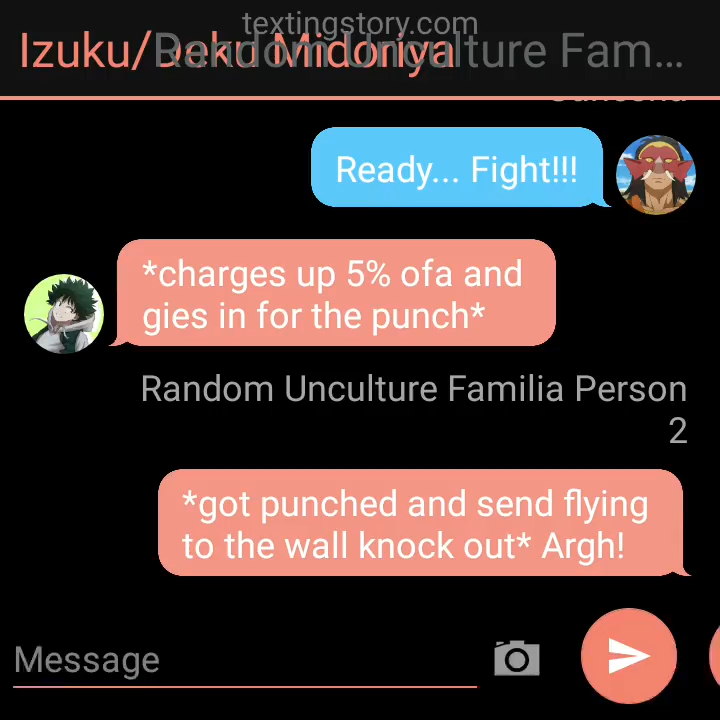 textingstory.com
Izuku/Deku Midoriya
Ready... Fight!!!
*charges up 5% ofa and
gies in for the punch*
Random Unculture Familia Person
2
*got punched and send flying
to the wall knock out* Argh!
Message